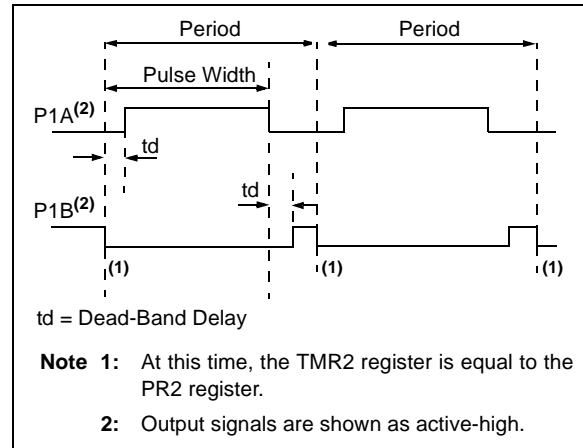 Period Period
Pulse Width
P1A(2)
td
td
P1B(2)
(1) (1) (1)
td = Dead-Band Delay
Note 1: At this time, the TMR2 register is equal to the
PR2 register.
2: Output signals are shown as active-high.